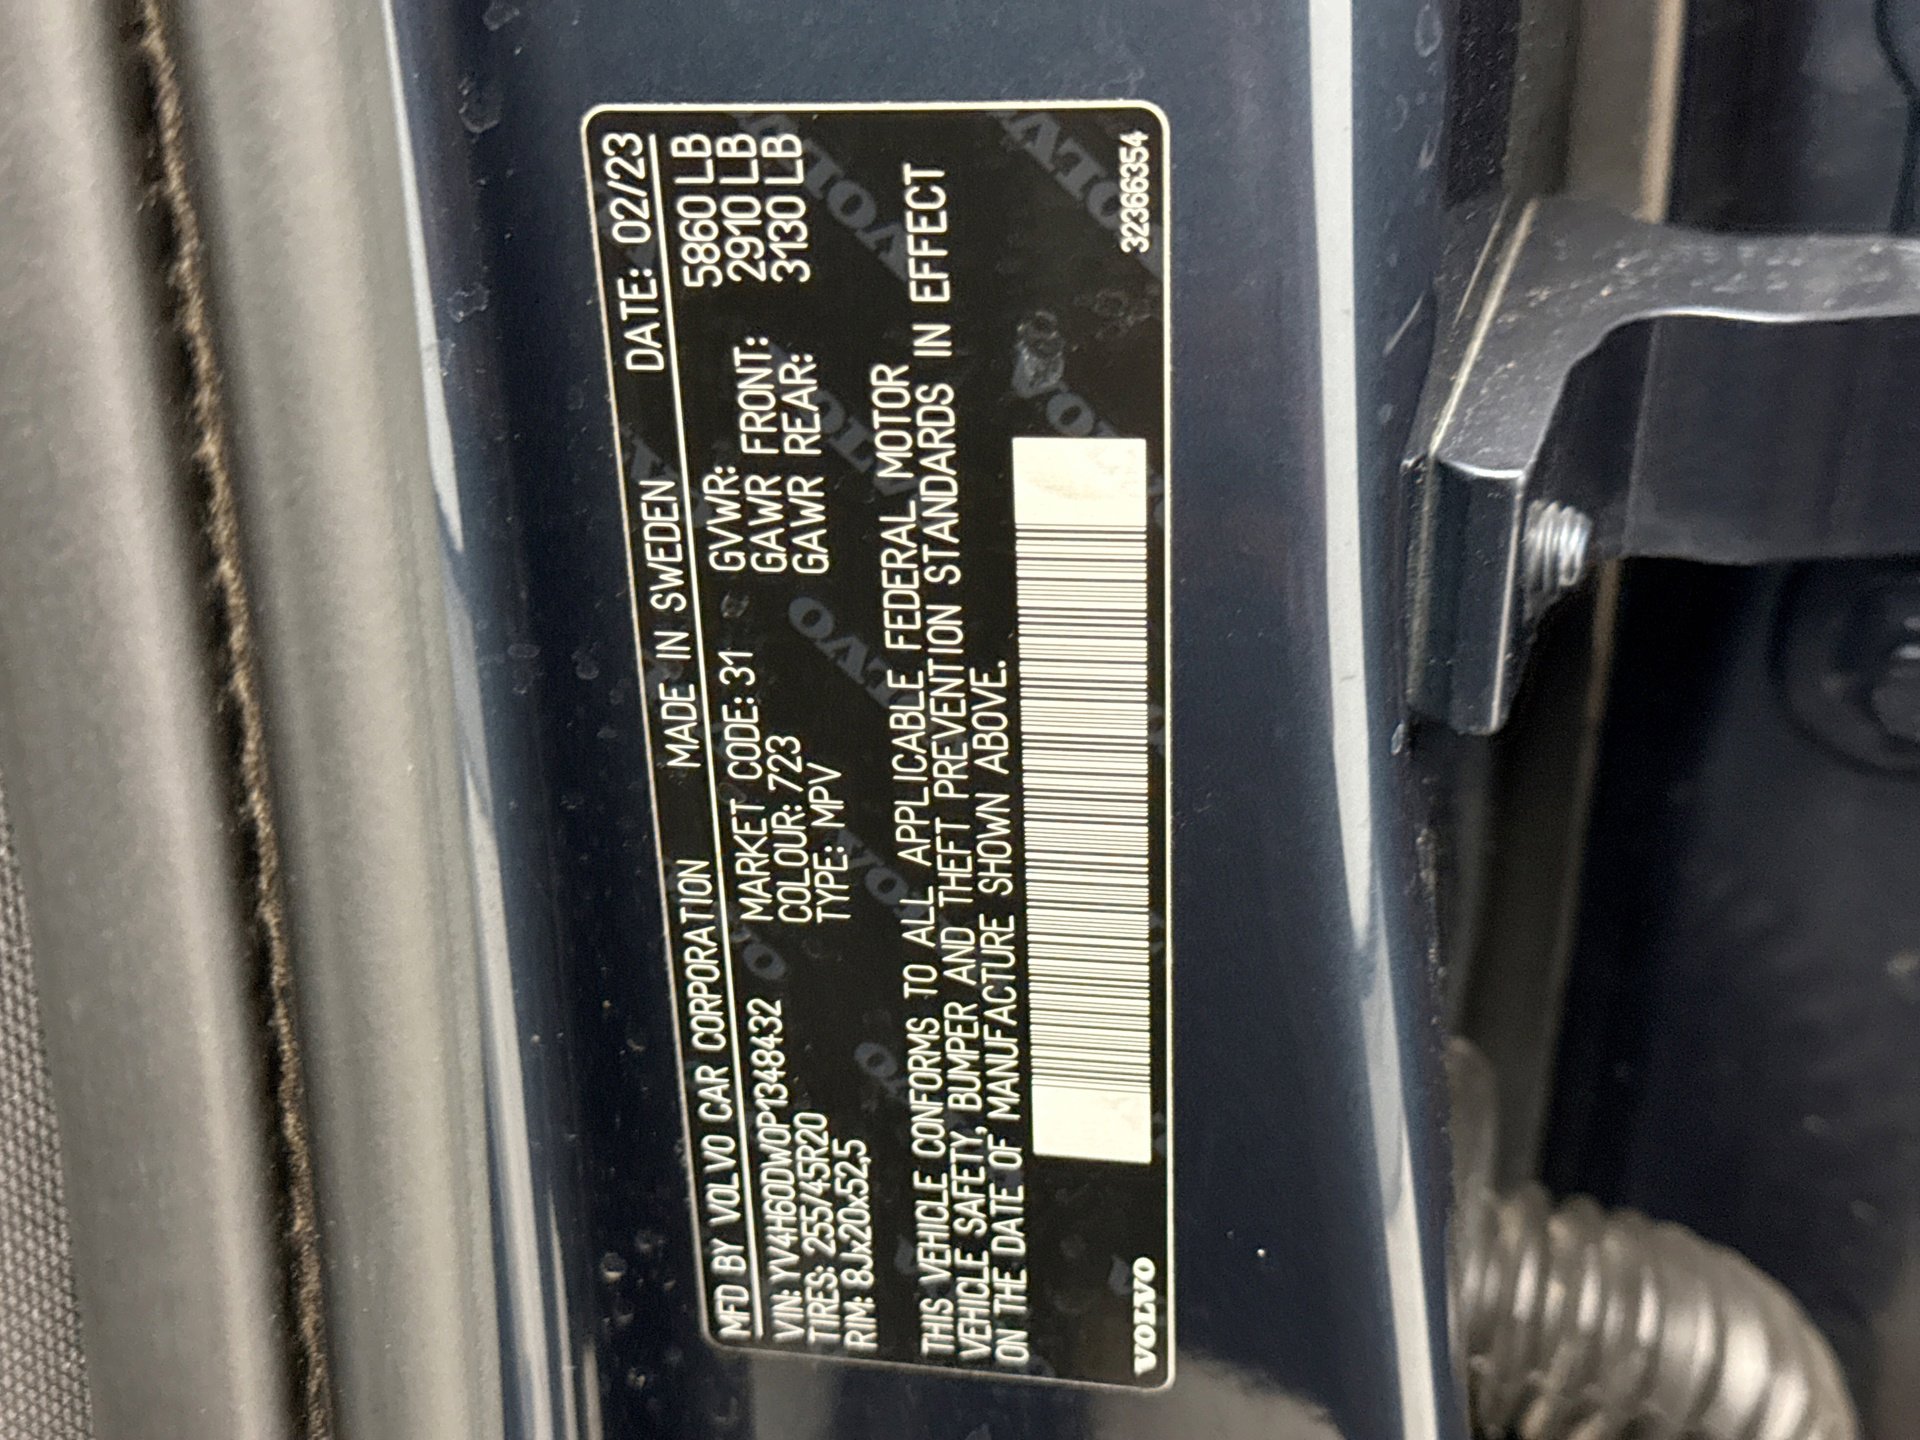 MFD BY VOLVO CAR CORPORATION MADE IN SWEDEN DATE: 02/23
VIN: YV4H60DW0P1348432 MARKET CODE: 31 GVWR: 5860 LB
TIRES: 255/45R20 COLOUR: 723 GAWR FRONT: 2910 LB
RIM: 8Jx20x52,5 TYPE: MPV GAWR REAR: 3130 LB
THIS VEHICLE CONFORMS TO ALL APPLICABLE FEDERAL MOTOR
VEHICLE SAFETY, BUMPER AND THEFT PREVENTION STANDARDS IN EFFECT
ON THE DATE OF MANUFACTURE SHOWN ABOVE.
VOLVO 32366354